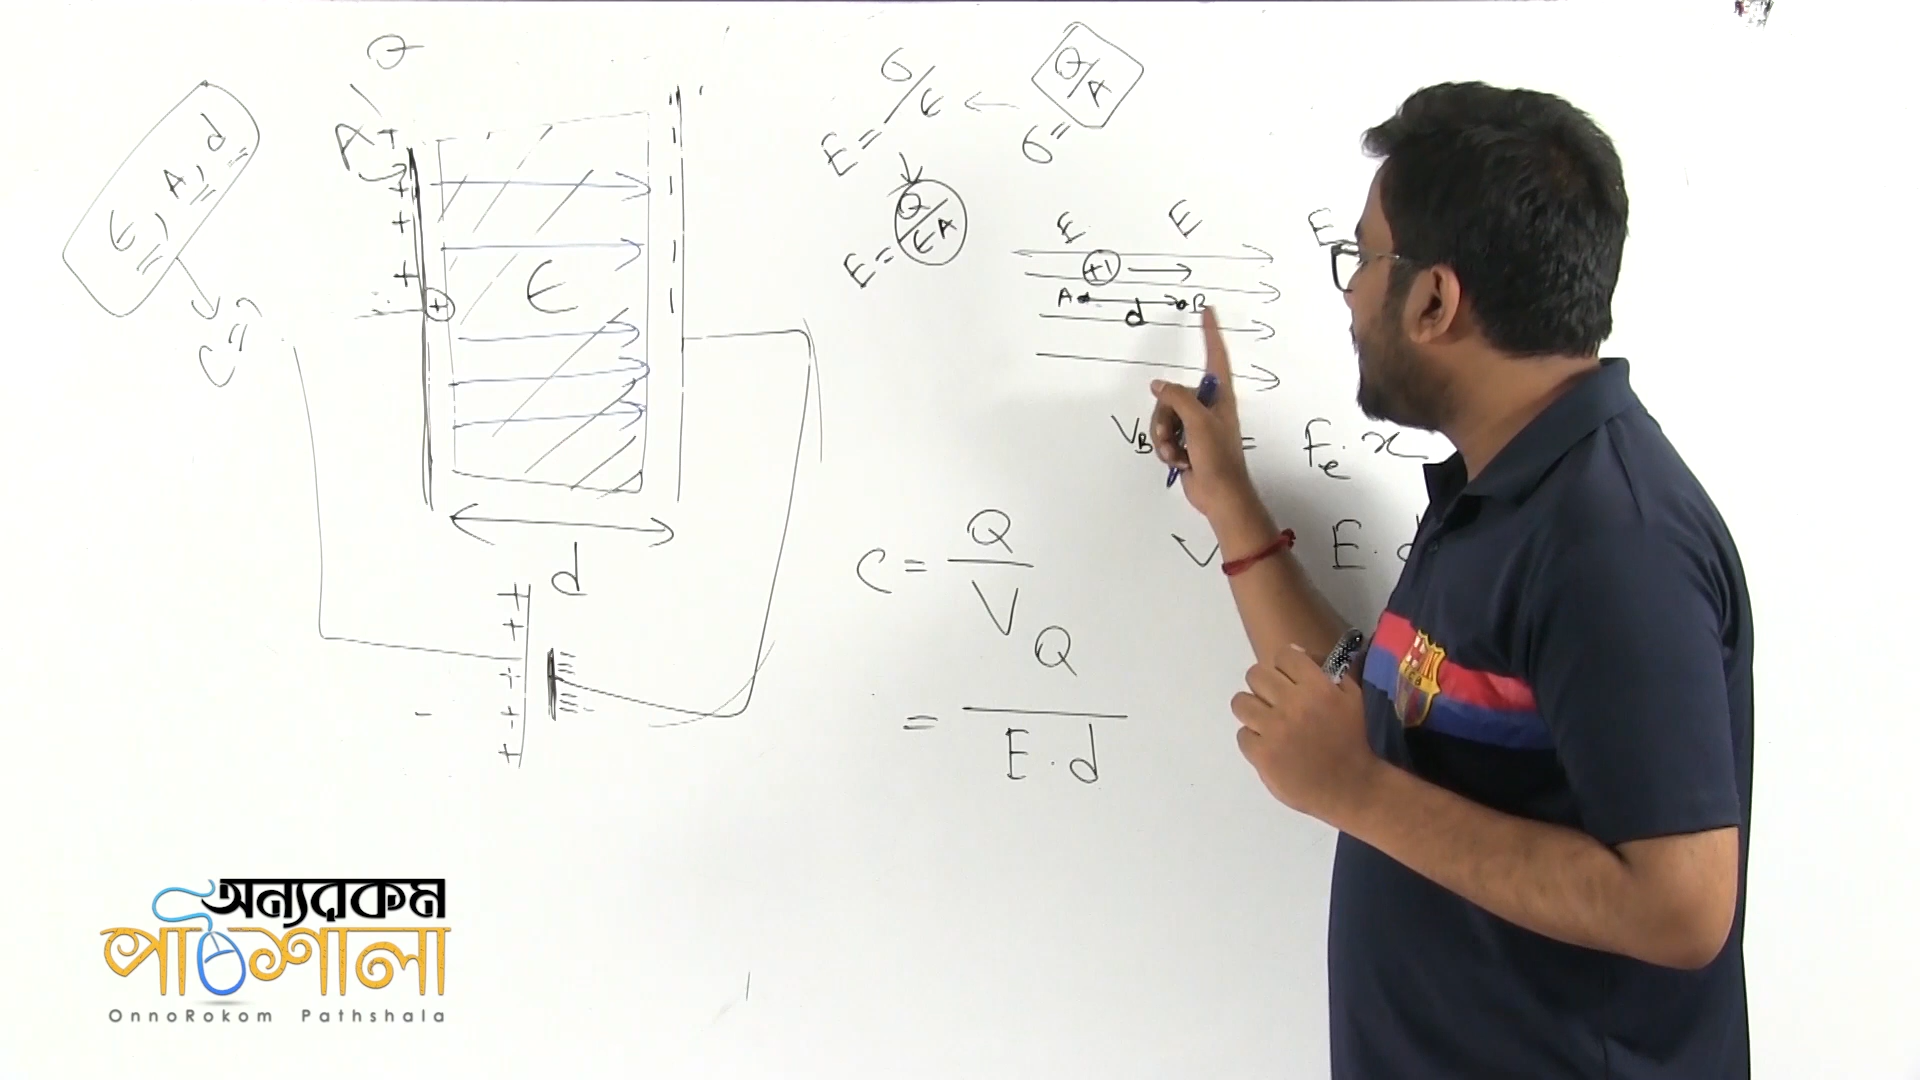 Q
A
ϵ, A, d
C = ?
ϵ
d
E = σ/ϵ
σ = Q/A
E = Q/ϵA
E E E
+1
A d B
V_B = F_e . x
V E . d
C = Q/V
= Q/E . d
অন্যরকম
পাঠশালা
OnnoRokom Pathshala